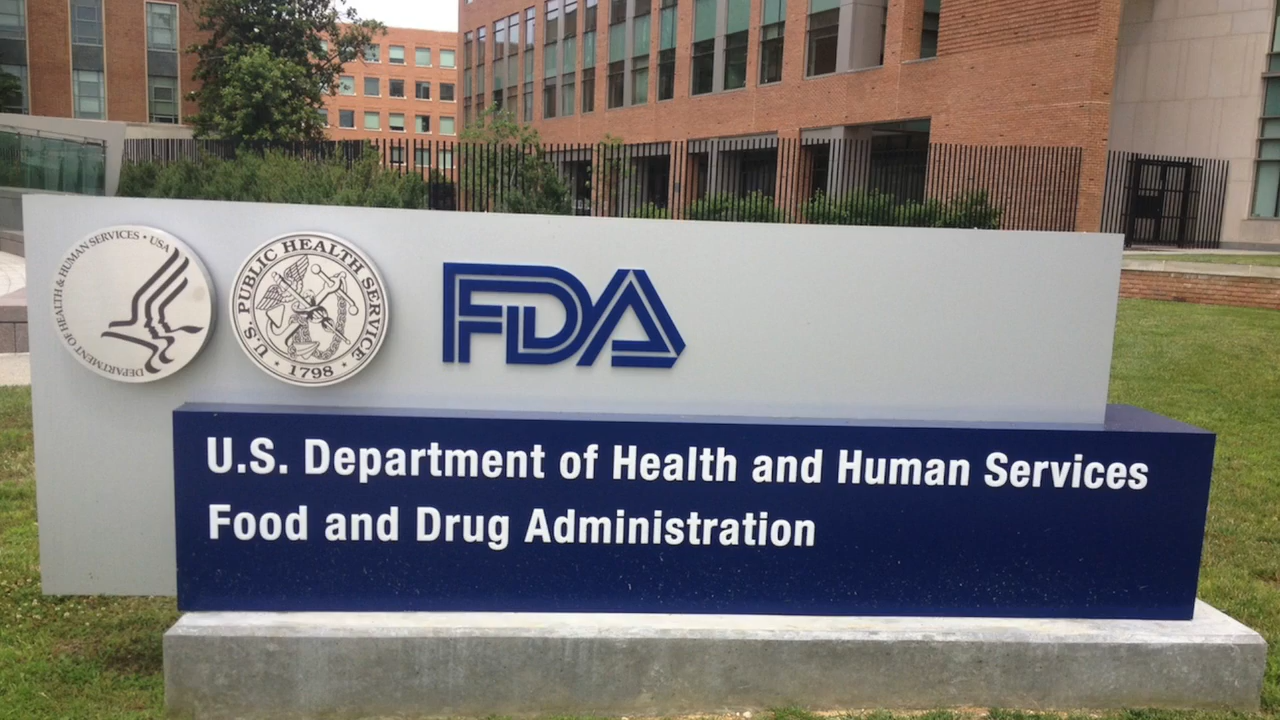 DEPARTMENT OF HEALTH & HUMAN SERVICES • USA
U.S. PUBLIC HEALTH SERVICE
1798
FDA
U.S. Department of Health and Human Services
Food and Drug Administration